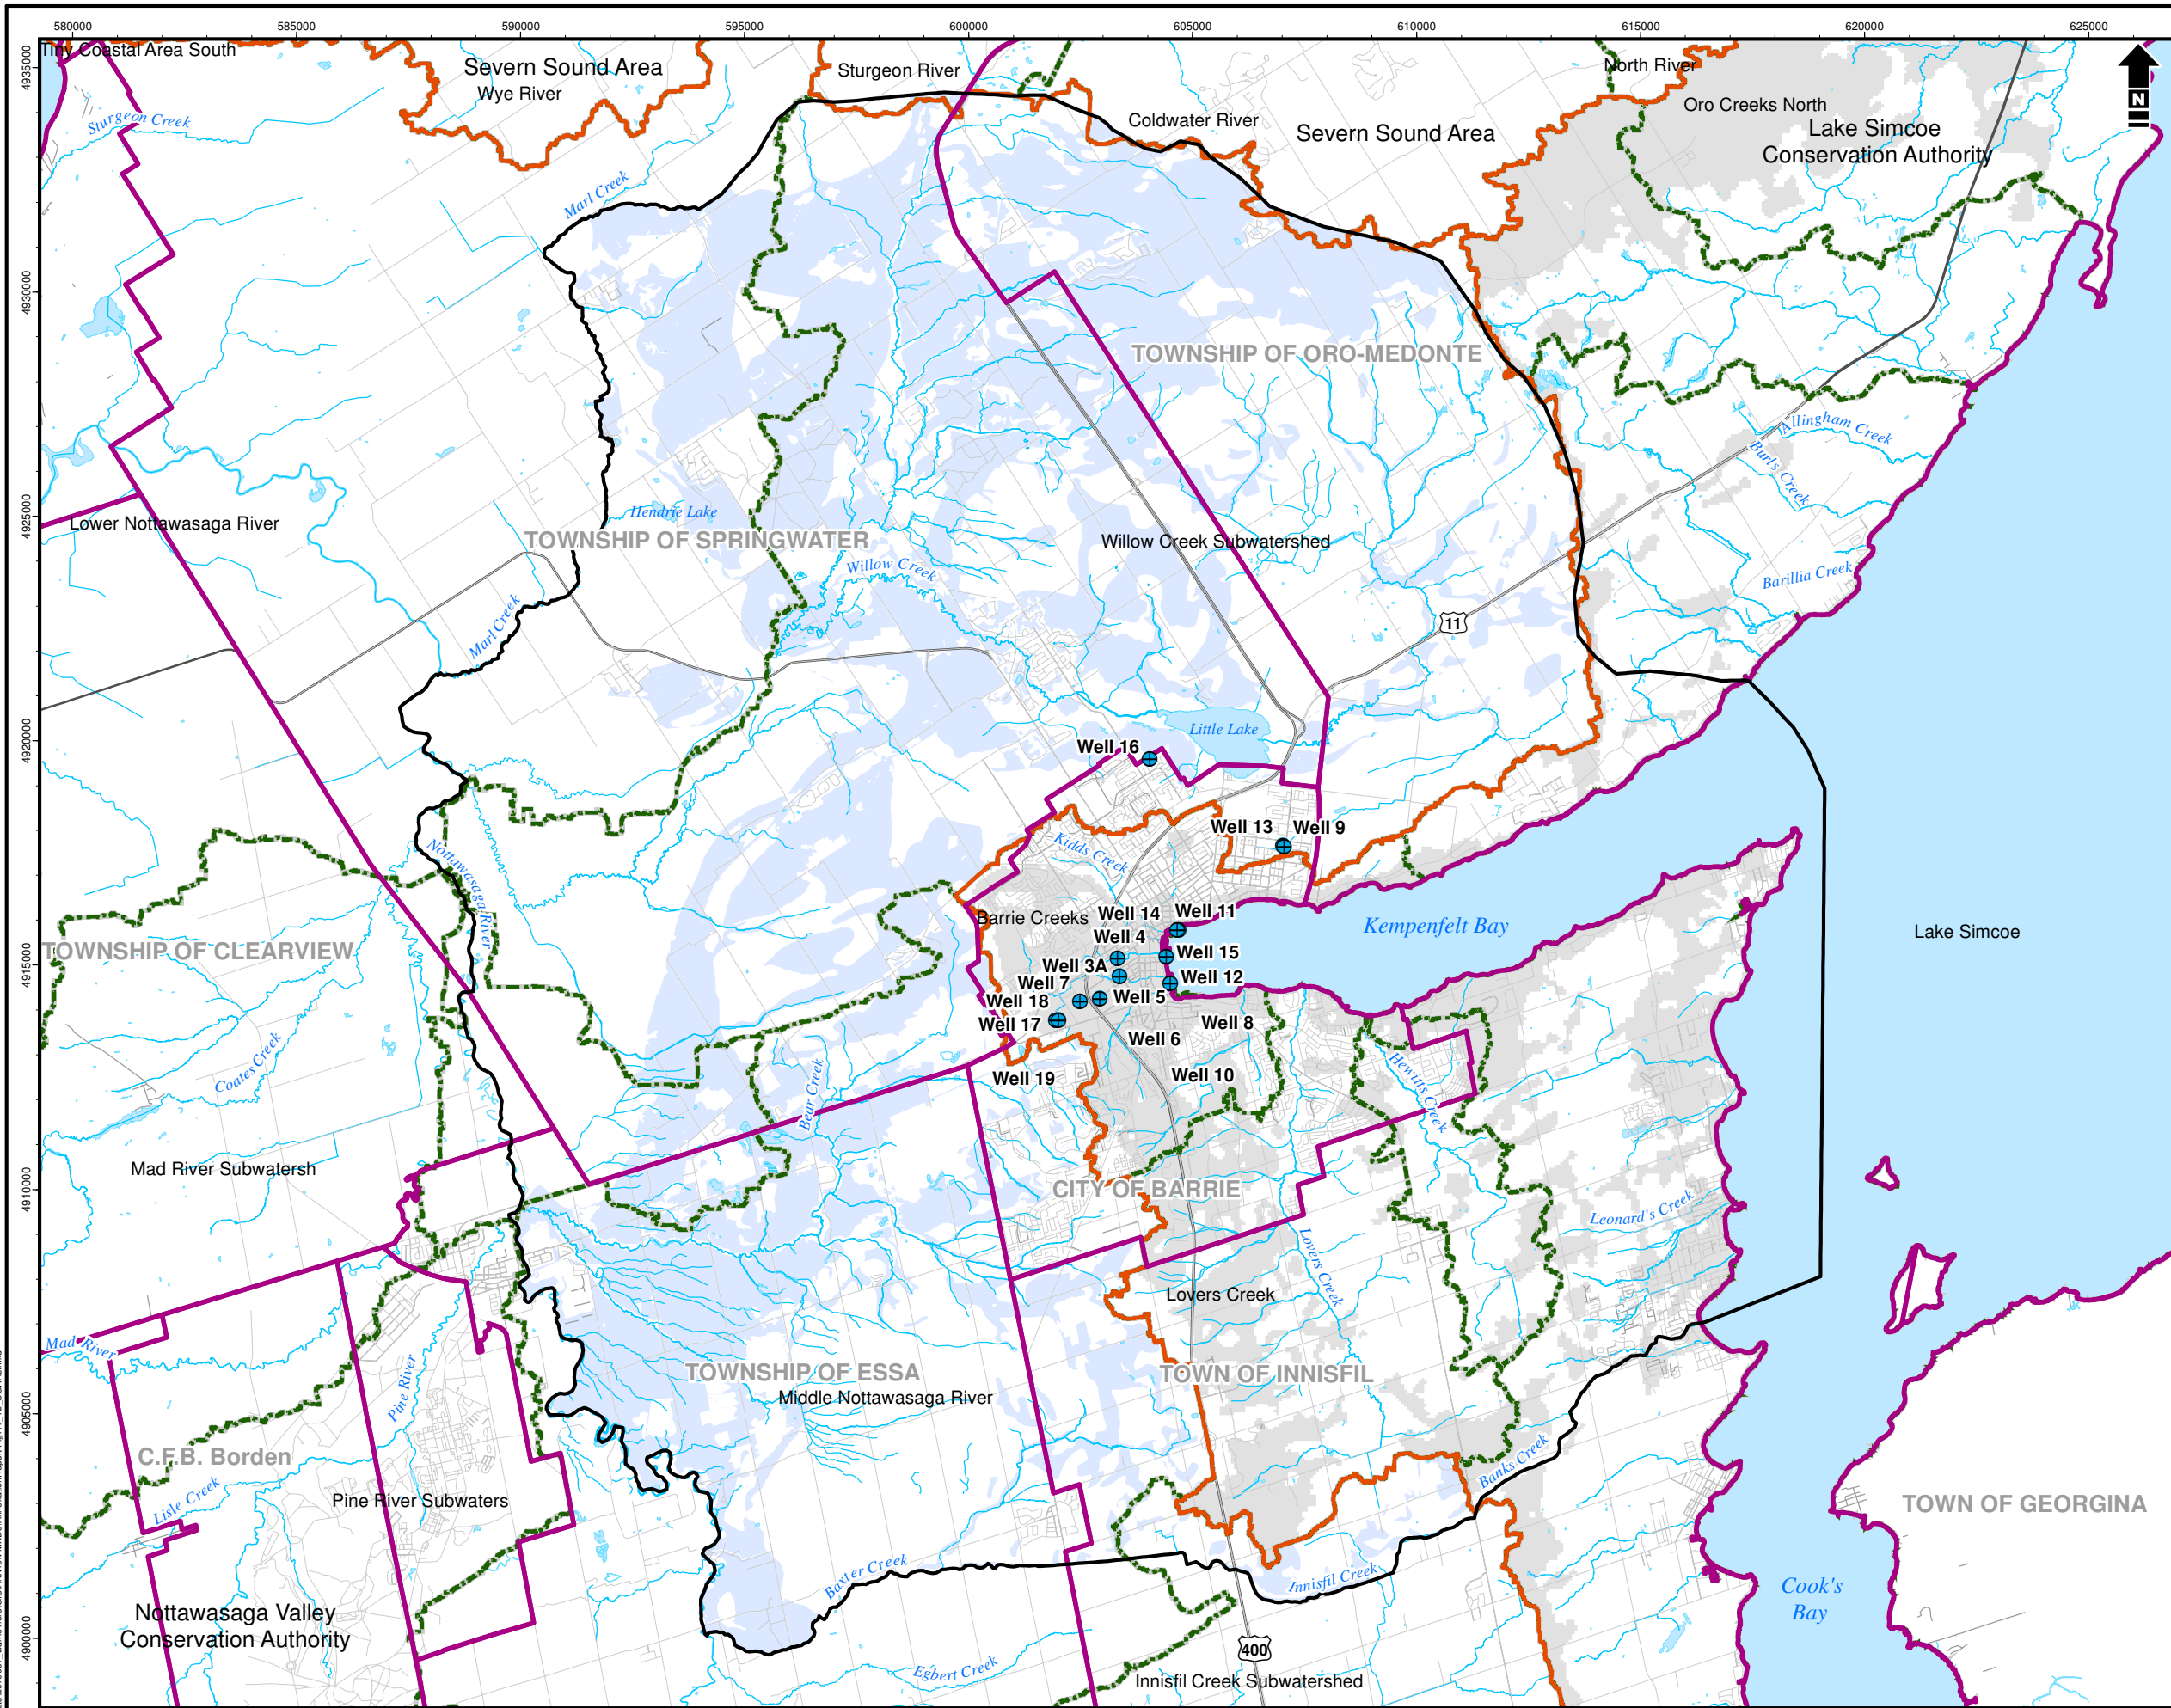 580000
585000
590000
595000
600000
605000
610000
615000
620000
625000
4935000
4930000
4925000
4920000
4915000
4910000
4905000
4900000
N
Tiny Coastal Area South
Severn Sound Area
Wye River
Sturgeon River
North River
Oro Creeks North
Lake Simcoe
Conservation Authority
Coldwater River
Severn Sound Area
Sturgeon Creek
Marl Creek
TOWNSHIP OF ORO-MEDONTE
Allingham Creek
Burls Creek
Lower Nottawasaga River
Hendrie Lake
TOWNSHIP OF SPRINGWATER
Willow Creek Subwatershed
Willow Creek
Barillia Creek
Marl Creek
11
Little Lake
Well 16
Well 13
Well 9
Kidds Creek
Nottawasaga River
Barrie Creeks
Well 14
Well 11
Kempenfelt Bay
Lake Simcoe
Well 4
TOWNSHIP OF CLEARVIEW
Well 15
Well 3A
Well 12
Well 7
Well 5
Well 18
Well 17
Well 8
Well 6
Coates Creek
Bear Creek
Well 19
Well 10
Hewitts Creek
Mad River Subwatersh
CITY OF BARRIE
Leonard's Creek
Lovers Creek
Lovers Creek
Mad River
Pine River
TOWNSHIP OF ESSA
TOWN OF INNISFIL
Middle Nottawasaga River
C.F.B. Borden
Banks Creek
Lisle Creek
Pine River Subwaters
TOWN OF GEORGINA
Baxter Creek
Innisfil Creek
Cook's
Bay
Nottawasaga Valley
Conservation Authority
400
Egbert Creek
Innisfil Creek Subwatershed